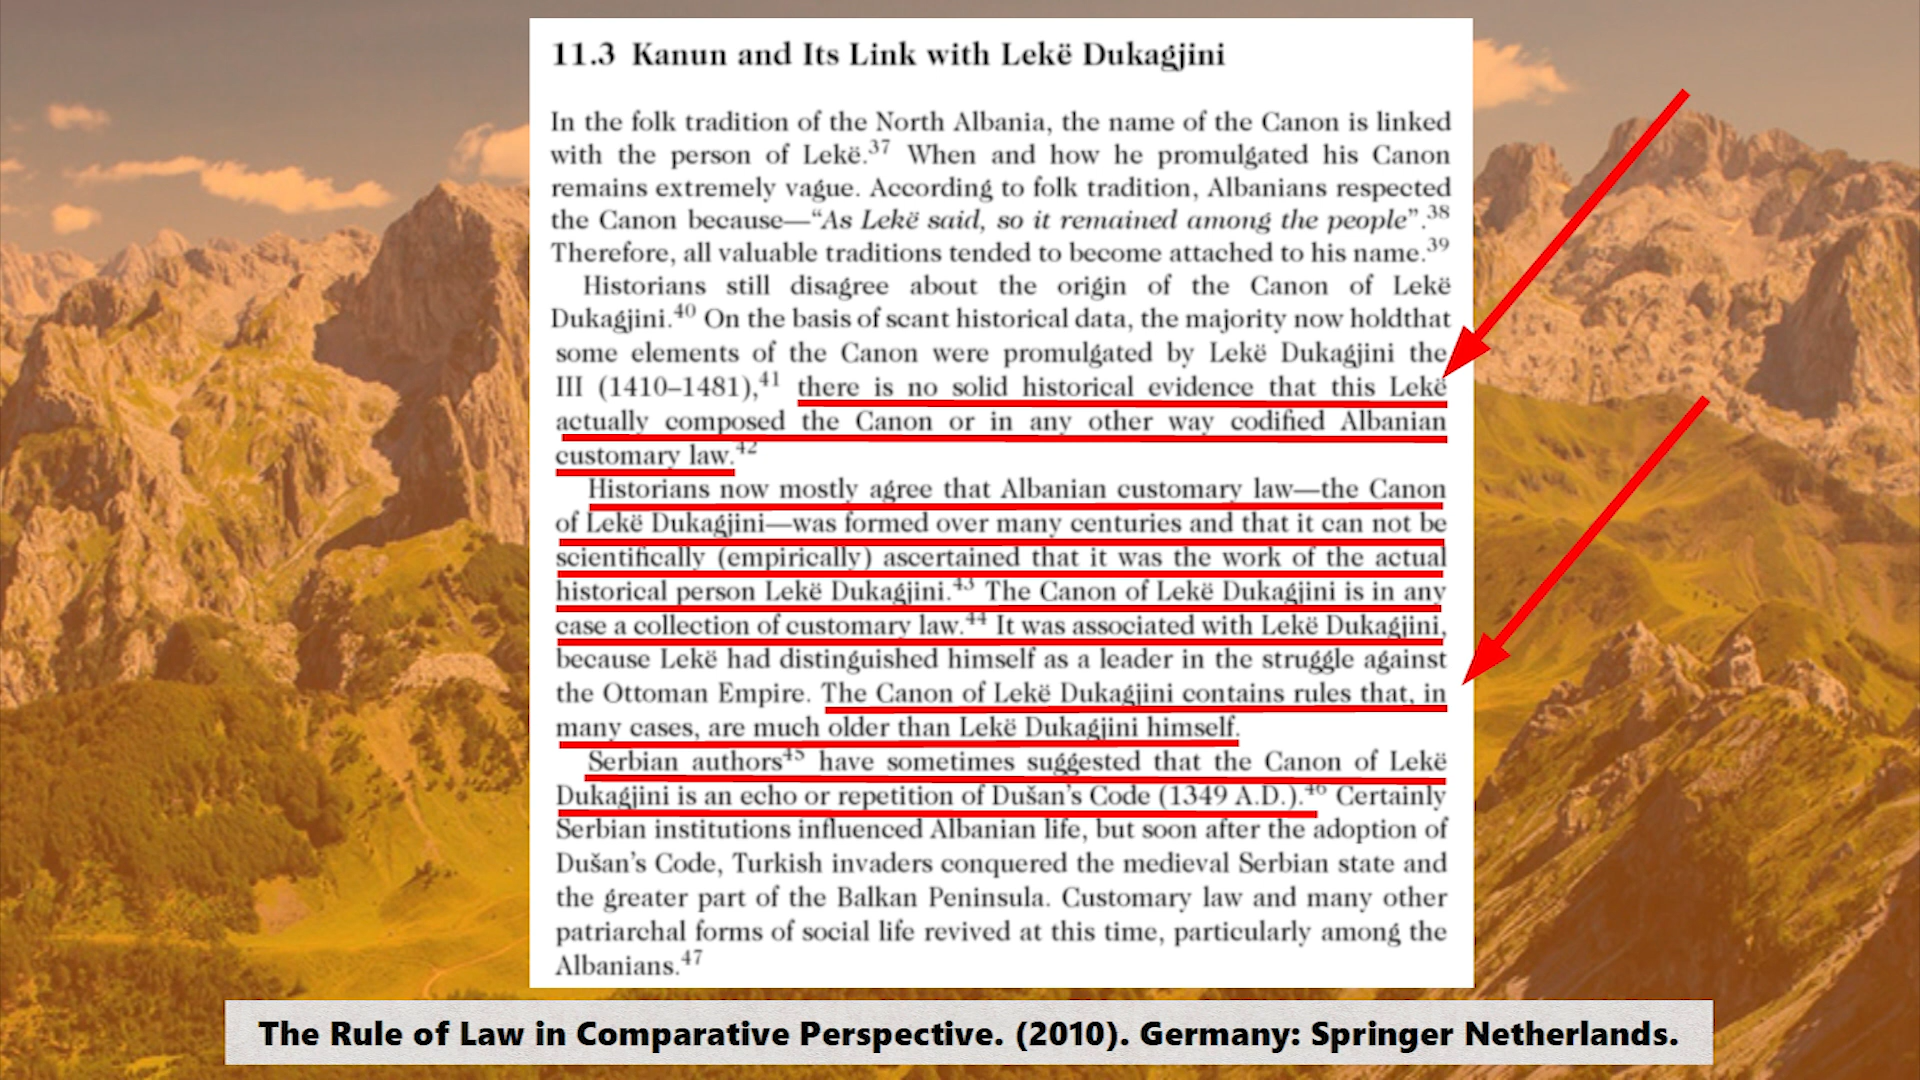 11.3 Kanun and Its Link with Lekë Dukagjini
In the folk tradition of the North Albania, the name of the Canon is linked
with the person of Lekë.37 When and how he promulgated his Canon
remains extremely vague. According to folk tradition, Albanians respected
the Canon because—“As Lekë said, so it remained among the people”.38
Therefore, all valuable traditions tended to become attached to his name.39
Historians still disagree about the origin of the Canon of Lekë
Dukagjini.40 On the basis of scant historical data, the majority now holdthat
some elements of the Canon were promulgated by Lekë Dukagjini the
III (1410–1481),41 there is no solid historical evidence that this Lekë
actually composed the Canon or in any other way codified Albanian
customary law.42
Historians now mostly agree that Albanian customary law—the Canon
of Lekë Dukagjini—was formed over many centuries and that it can not be
scientifically (empirically) ascertained that it was the work of the actual
historical person Lekë Dukagjini.43 The Canon of Lekë Dukagjini is in any
case a collection of customary law.44 It was associated with Lekë Dukagjini,
because Lekë had distinguished himself as a leader in the struggle against
the Ottoman Empire. The Canon of Lekë Dukagjini contains rules that, in
many cases, are much older than Lekë Dukagjini himself.
Serbian authors45 have sometimes suggested that the Canon of Lekë
Dukagjini is an echo or repetition of Dušan’s Code (1349 A.D.).46 Certainly
Serbian institutions influenced Albanian life, but soon after the adoption of
Dušan’s Code, Turkish invaders conquered the medieval Serbian state and
the greater part of the Balkan Peninsula. Customary law and many other
patriarchal forms of social life revived at this time, particularly among the
Albanians.47
The Rule of Law in Comparative Perspective. (2010). Germany: Springer Netherlands.